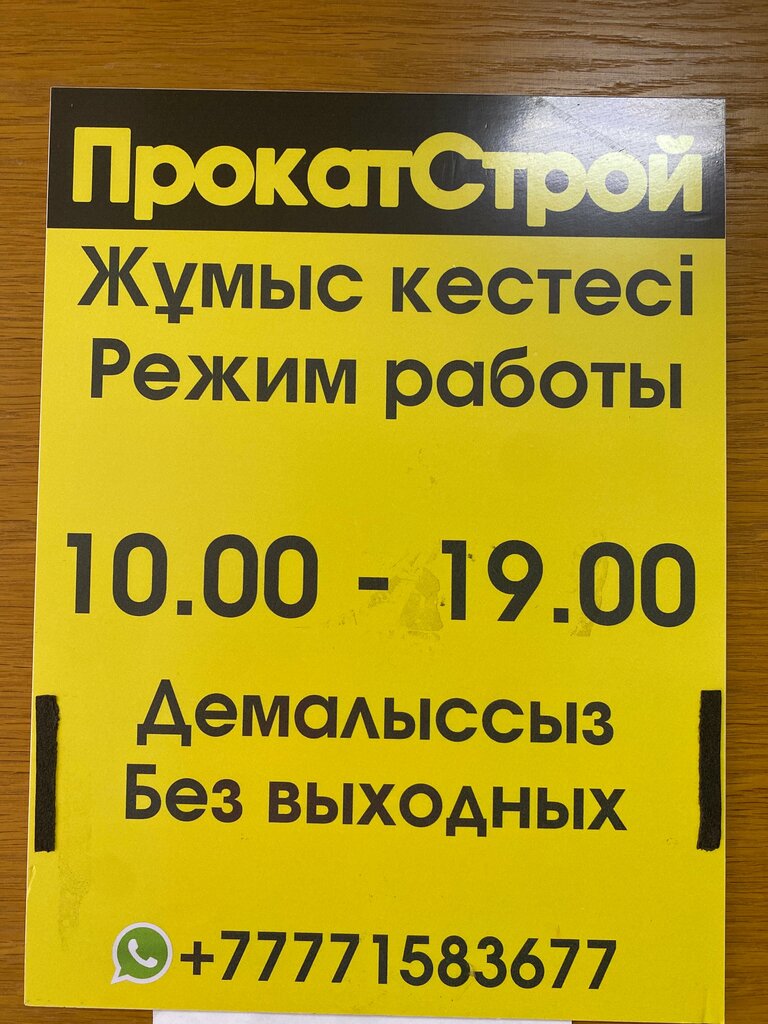 ПрокатСтрой
Жұмыс кестесі
Режим работы
10.00 - 19.00
Демалыссыз
Без выходных
+77771583677